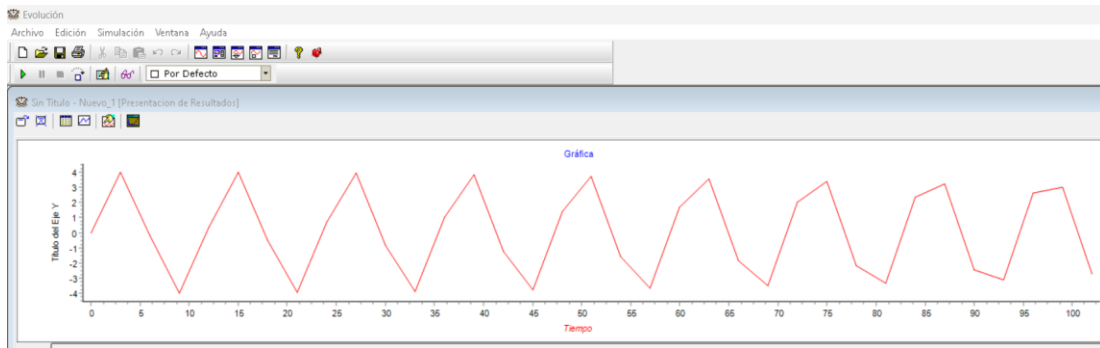 Evolución
Archivo Edición Simulación Ventana Ayuda
Por Defecto
Sin Titulo - Nuevo_1 [Presentacion de Resultados]
Gráfica
Título del Eje Y
4
3
2
1
0
-1
-2
-3
-4
0 5 10 15 20 25 30 35 40 45 50 55 60 65 70 75 80 85 90 95 100
Tiempo